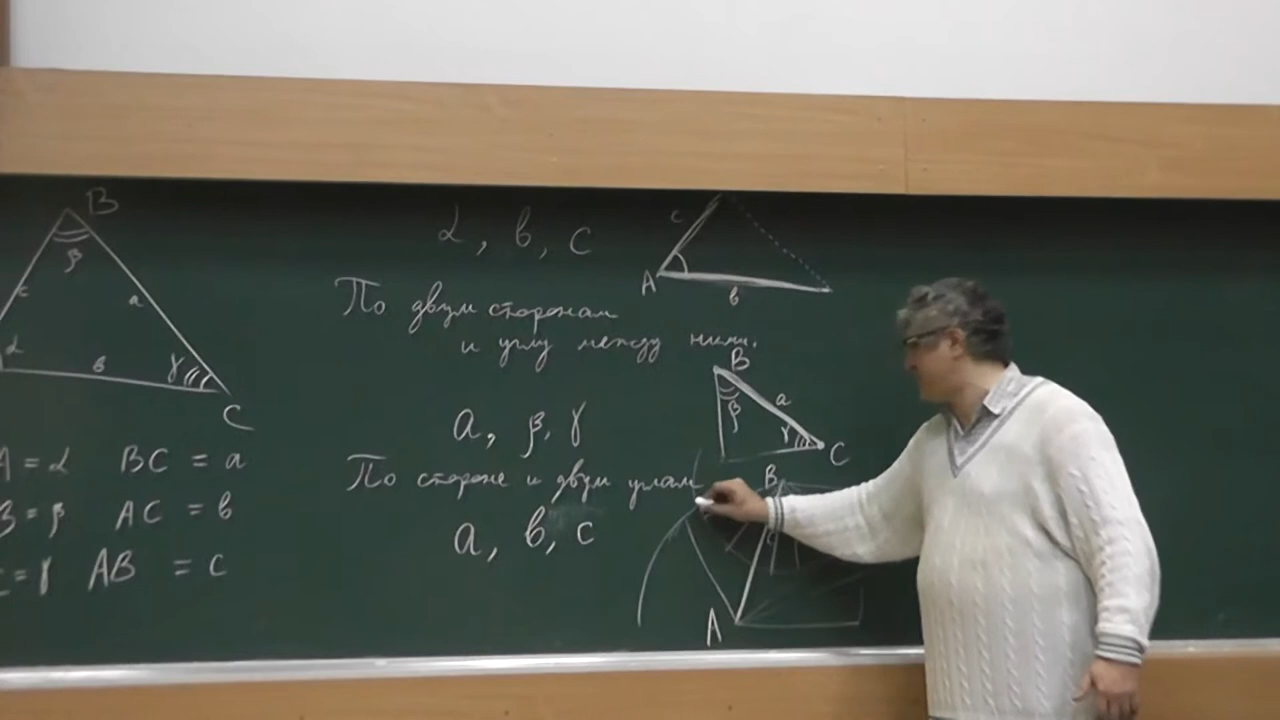 B
β
c
a
α
в
γ
C
A = α BC = a
B = β AC = в
C = γ AB = c
α, в, c
c
A
в
По двум сторонам
и углу между ними.
B
a
β
γ
C
a, β, γ
По стороне и двум углам
a, в, c
B
c
A